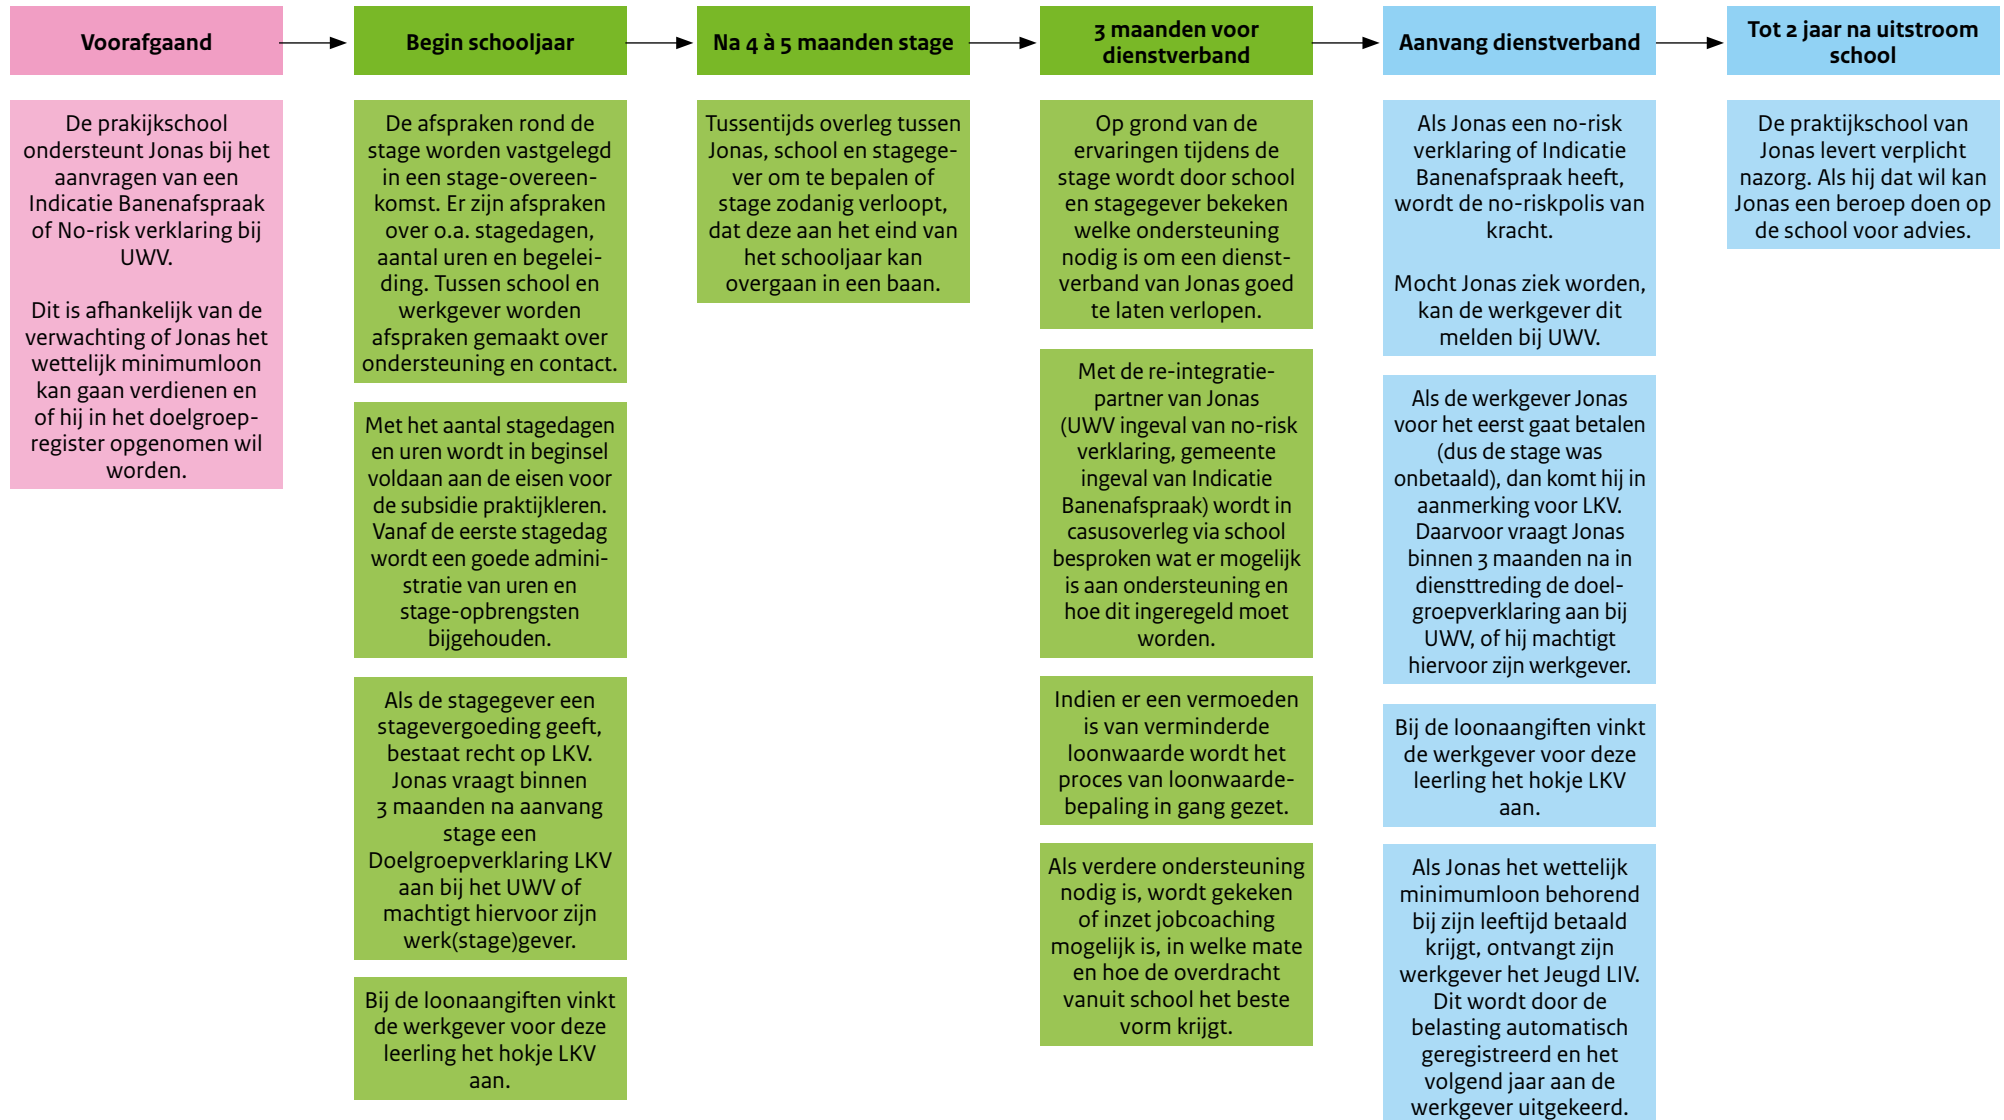 Voorafgaand
De prakijkschool
ondersteunt Jonas bij het
aanvragen van een
Indicatie Banenafspraak
of No-risk verklaring bij
UWV.
Dit is afhankelijk van de
verwachting of Jonas het
wettelijk minimumloon
kan gaan verdienen en
of hij in het doelgroep-
register opgenomen wil
worden.
Begin schooljaar
De afspraken rond de
stage worden vastgelegd
in een stage-overeen-
komst. Er zijn afspraken
over o.a. stagedagen,
aantal uren en begelei-
ding. Tussen school en
werkgever worden
afspraken gemaakt over
ondersteuning en contact.
Met het aantal stagedagen
en uren wordt in beginsel
voldaan aan de eisen voor
de subsidie praktijkleren.
Vanaf de eerste stagedag
wordt een goede admini-
stratie van uren en
stage-opbrengsten
bijgehouden.
Als de stagegever een
stagevergoeding geeft,
bestaat recht op LKV.
Jonas vraagt binnen
3 maanden na aanvang
stage een
Doelgroepverklaring LKV
aan bij het UWV of
machtigt hiervoor zijn
werk(stage)gever.
Bij de loonaangiften vinkt
de werkgever voor deze
leerling het hokje LKV
aan.
Na 4 à 5 maanden stage
Tussentijds overleg tussen
Jonas, school en stagege-
ver om te bepalen of
stage zodanig verloopt,
dat deze aan het eind van
het schooljaar kan
overgaan in een baan.
3 maanden voor
dienstverband
Op grond van de
ervaringen tijdens de
stage wordt door school
en stagegever bekeken
welke ondersteuning
nodig is om een dienst-
verband van Jonas goed
te laten verlopen.
Met de re-integratie-
partner van Jonas
(UWV ingeval van no-risk
verklaring, gemeente
ingeval van Indicatie
Banenafspraak) wordt in
casusoverleg via school
besproken wat er mogelijk
is aan ondersteuning en
hoe dit ingeregeld moet
worden.
Indien er een vermoeden
is van verminderde
loonwaarde wordt het
proces van loonwaarde-
bepaling in gang gezet.
Als verdere ondersteuning
nodig is, wordt gekeken
of inzet jobcoaching
mogelijk is, in welke mate
en hoe de overdracht
vanuit school het beste
vorm krijgt.
Aanvang dienstverband
Als Jonas een no-risk
verklaring of Indicatie
Banenafspraak heeft,
wordt de no-riskpolis van
kracht.
Mocht Jonas ziek worden,
kan de werkgever dit
melden bij UWV.
Als de werkgever Jonas
voor het eerst gaat betalen
(dus de stage was
onbetaald), dan komt hij in
aanmerking voor LKV.
Daarvoor vraagt Jonas
binnen 3 maanden na in
diensttreding de doel-
groepverklaring aan bij
UWV, of hij machtigt
hiervoor zijn werkgever.
Bij de loonaangiften vinkt
de werkgever voor deze
leerling het hokje LKV
aan.
Als Jonas het wettelijk
minimumloon behorend
bij zijn leeftijd betaald
krijgt, ontvangt zijn
werkgever het Jeugd LIV.
Dit wordt door de
belasting automatisch
geregistreerd en het
volgend jaar aan de
werkgever uitgekeerd.
Tot 2 jaar na uitstroom
school
De praktijkschool van
Jonas levert verplicht
nazorg. Als hij dat wil kan
Jonas een beroep doen op
de school voor advies.